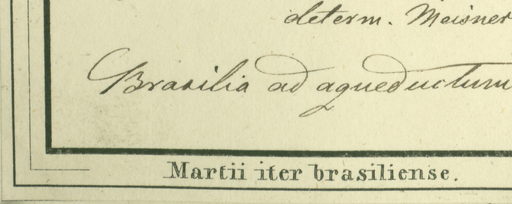 determ. Meisner
Brasilia ad aqueductum
Martii iter brasiliense.